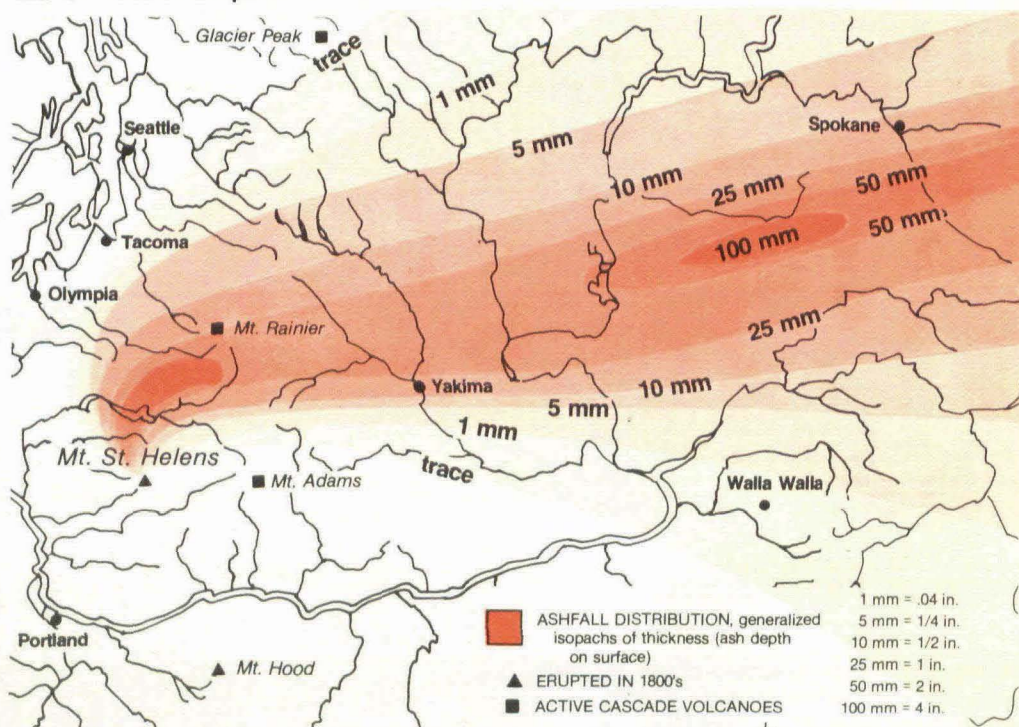 Glacier Peak
trace
1 mm
Seattle
5 mm
Spokane
10 mm
25 mm
50 mm
50 mm
100 mm
Tacoma
Olympia
Mt. Rainier
25 mm
Yakima
10 mm
5 mm
1 mm
trace
Mt. St. Helens
Mt. Adams
Walla Walla
Portland
Mt. Hood
ASHFALL DISTRIBUTION, generalized
isopachs of thickness (ash depth
on surface)
ERUPTED IN 1800's
ACTIVE CASCADE VOLCANOES
1 mm = .04 in.
5 mm = 1/4 in.
10 mm = 1/2 in.
25 mm = 1 in.
50 mm = 2 in.
100 mm = 4 in.